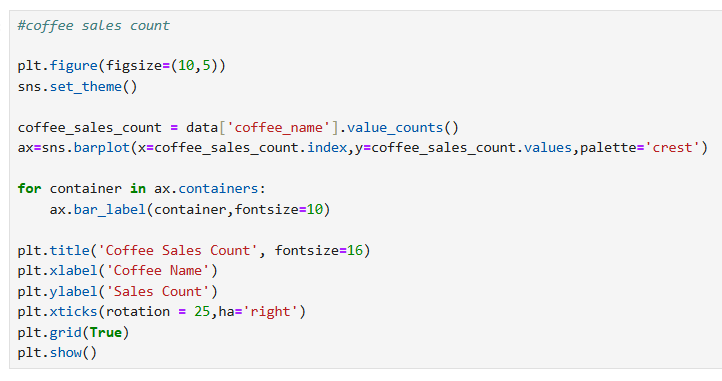 #coffee sales count
plt.figure(figsize=(10,5))
sns.set_theme()
coffee_sales_count = data['coffee_name'].value_counts()
ax=sns.barplot(x=coffee_sales_count.index,y=coffee_sales_count.values,palette='crest')
for container in ax.containers:
    ax.bar_label(container,fontsize=10)
plt.title('Coffee Sales Count', fontsize=16)
plt.xlabel('Coffee Name')
plt.ylabel('Sales Count')
plt.xticks(rotation = 25,ha='right')
plt.grid(True)
plt.show()